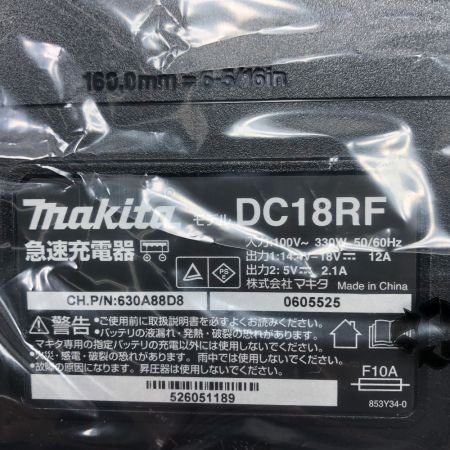 160.0mm = 6-5/16in
makita モデル DC18RF
急速充電器
入力:100V~ 330W 50/60Hz
出力1:14.4V-18V 12A
出力2: 5V 2.1A
株式会社マキタ Made in China
PS
CH.P/N:630A88D8 0605525
警告 •ご使用前に取扱説明書を必ずよくお読みください。
•バッテリの液漏れ・発熱・破裂の恐れがあります。
マキタ専用の指定バッテリの充電以外には使用しないでください。
•火災・感電・破裂の恐れあり。雨中では使用しないでください。
故障の原因になります。昇圧器は使用しないでください。
526051189
F10A
853Y34-0